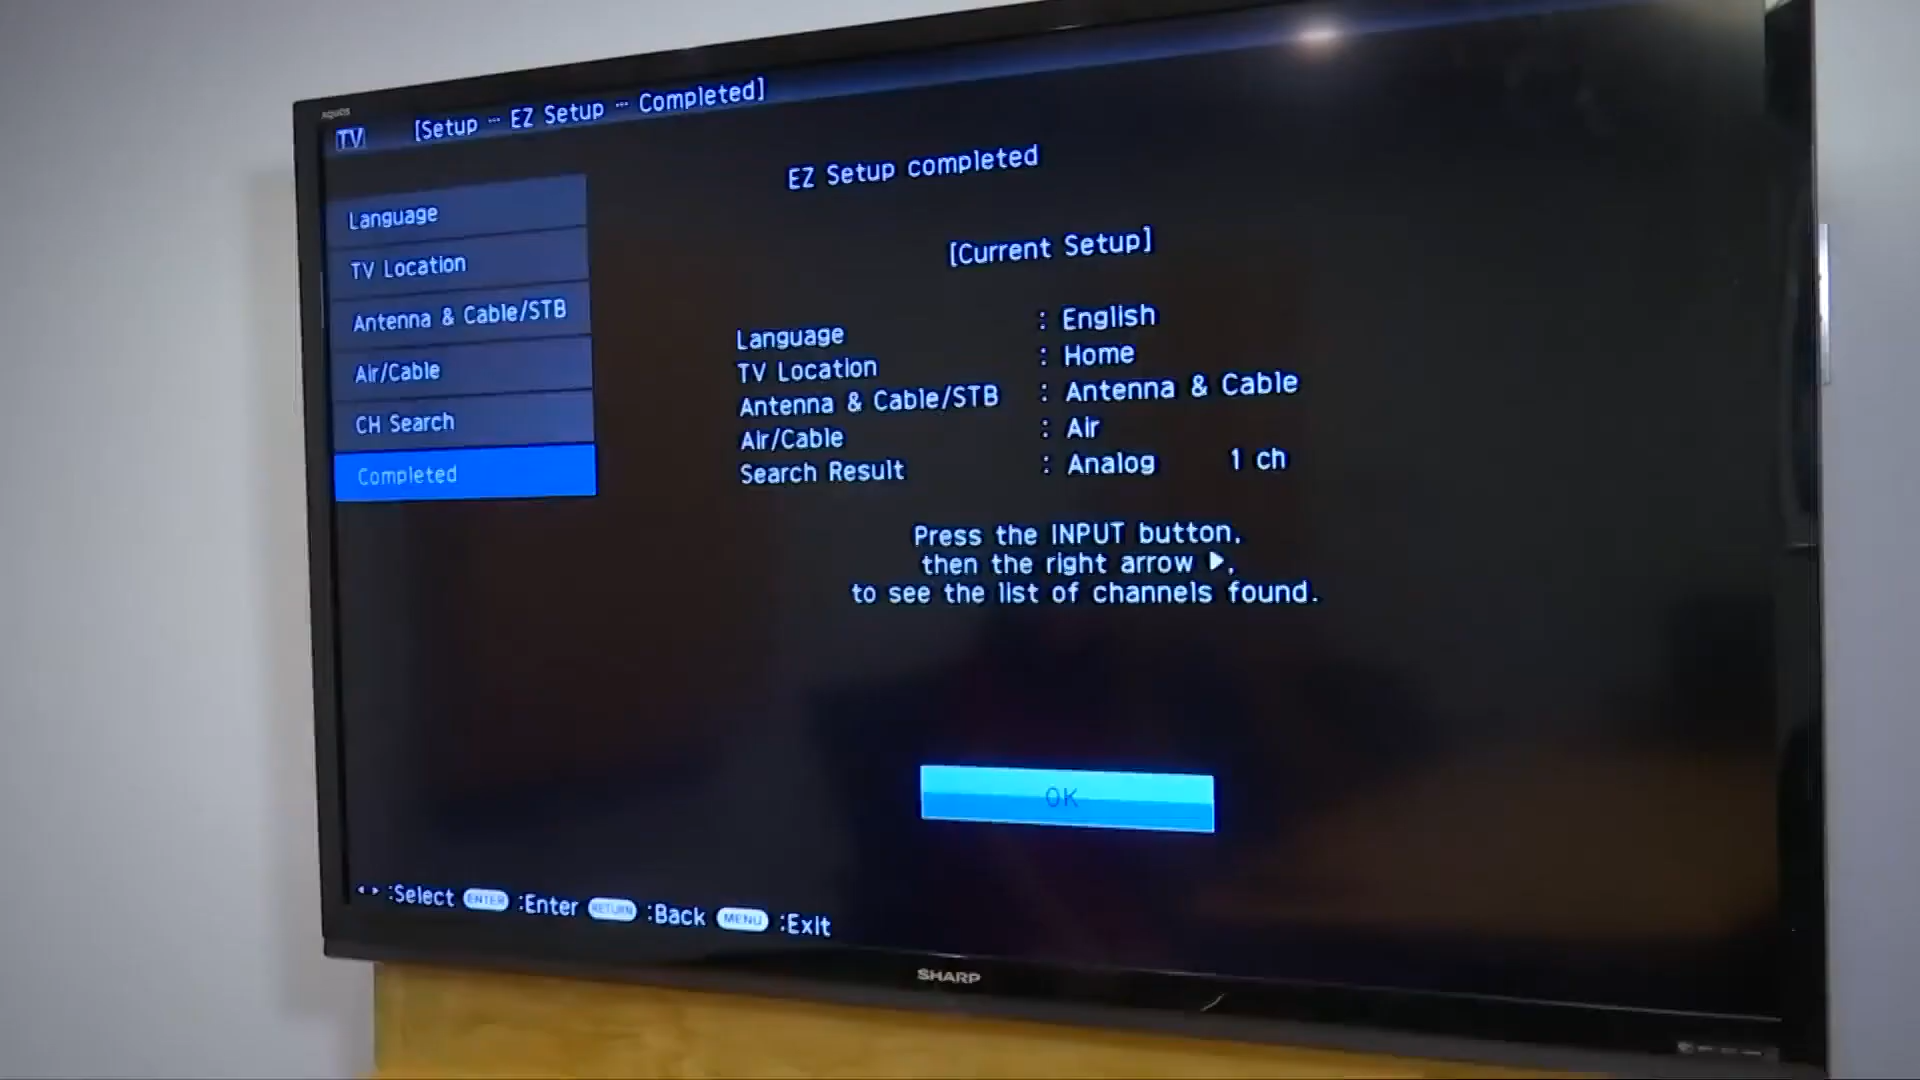 AQUOS
TV [Setup ··· EZ Setup ··· Completed]
EZ Setup completed
Language
TV Location
Antenna & Cable/STB
Air/Cable
CH Search
Completed
[Current Setup]
Language : English
TV Location : Home
Antenna & Cable/STB : Antenna & Cable
Air/Cable : Air
Search Result : Analog 1 ch
Press the INPUT button,
then the right arrow ▶,
to see the list of channels found.
OK
◂ ▸ :Select ENTER :Enter RETURN :Back MENU :Exit
SHARP